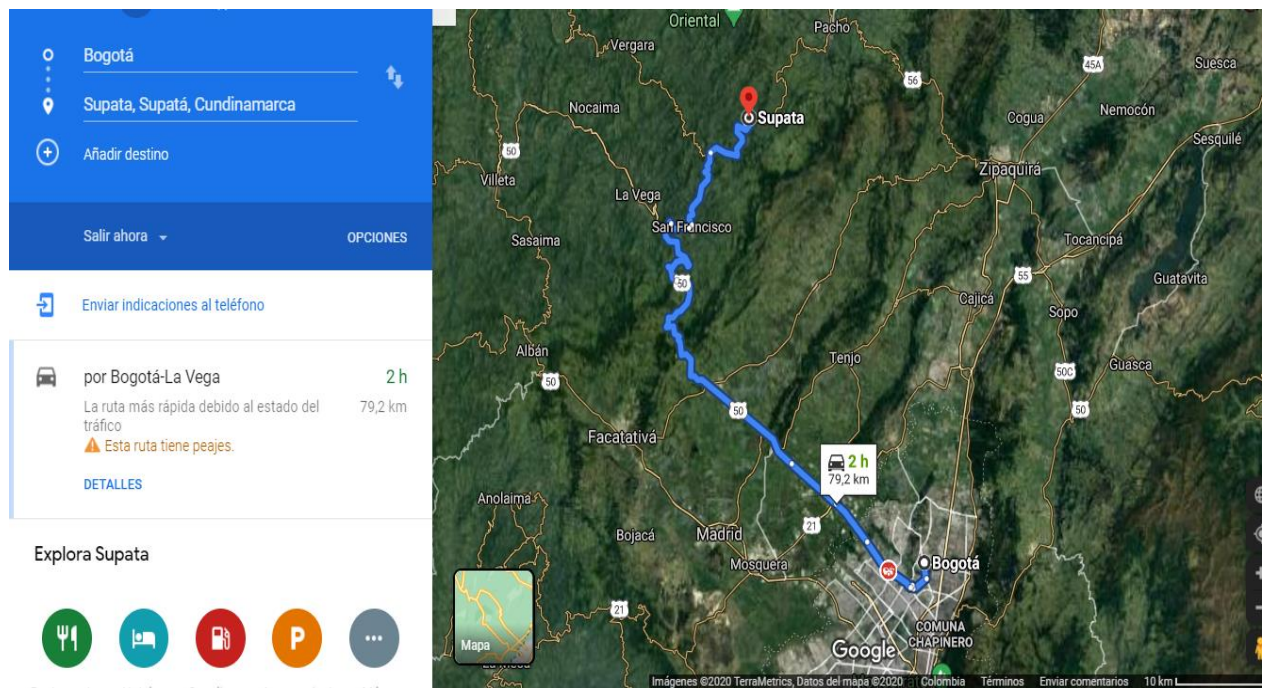 Bogotá
Supata, Supatá, Cundinamarca
Añadir destino
Salir ahora
OPCIONES
Enviar indicaciones al teléfono
por Bogotá-La Vega
2 h
La ruta más rápida debido al estado del
79,2 km
tráfico
Esta ruta tiene peajes.
DETALLES
Explora Supata
P
Mapa
Oriental
Pacho
Vergara
45A
Suesca
56
Nocaima
Supata
Cogua
Nemocón
Sesquilé
50
Villeta
Zipaquirá
La Vega
San Francisco
Sasaima
Tocancipá
50
55
Guatavita
Cajicá
Sopo
Albán
Tenjo
Guasca
50
50C
50
50
Facatativá
2 h
79,2 km
Anolaima
Bojacá
Madrid
21
Mosquera
Bogotá
21
COMUNA
CHAPINERO
Google
Imágenes ©2020 TerraMetrics, Datos del mapa ©2020
Colombia
Términos
Enviar comentarios
10 km